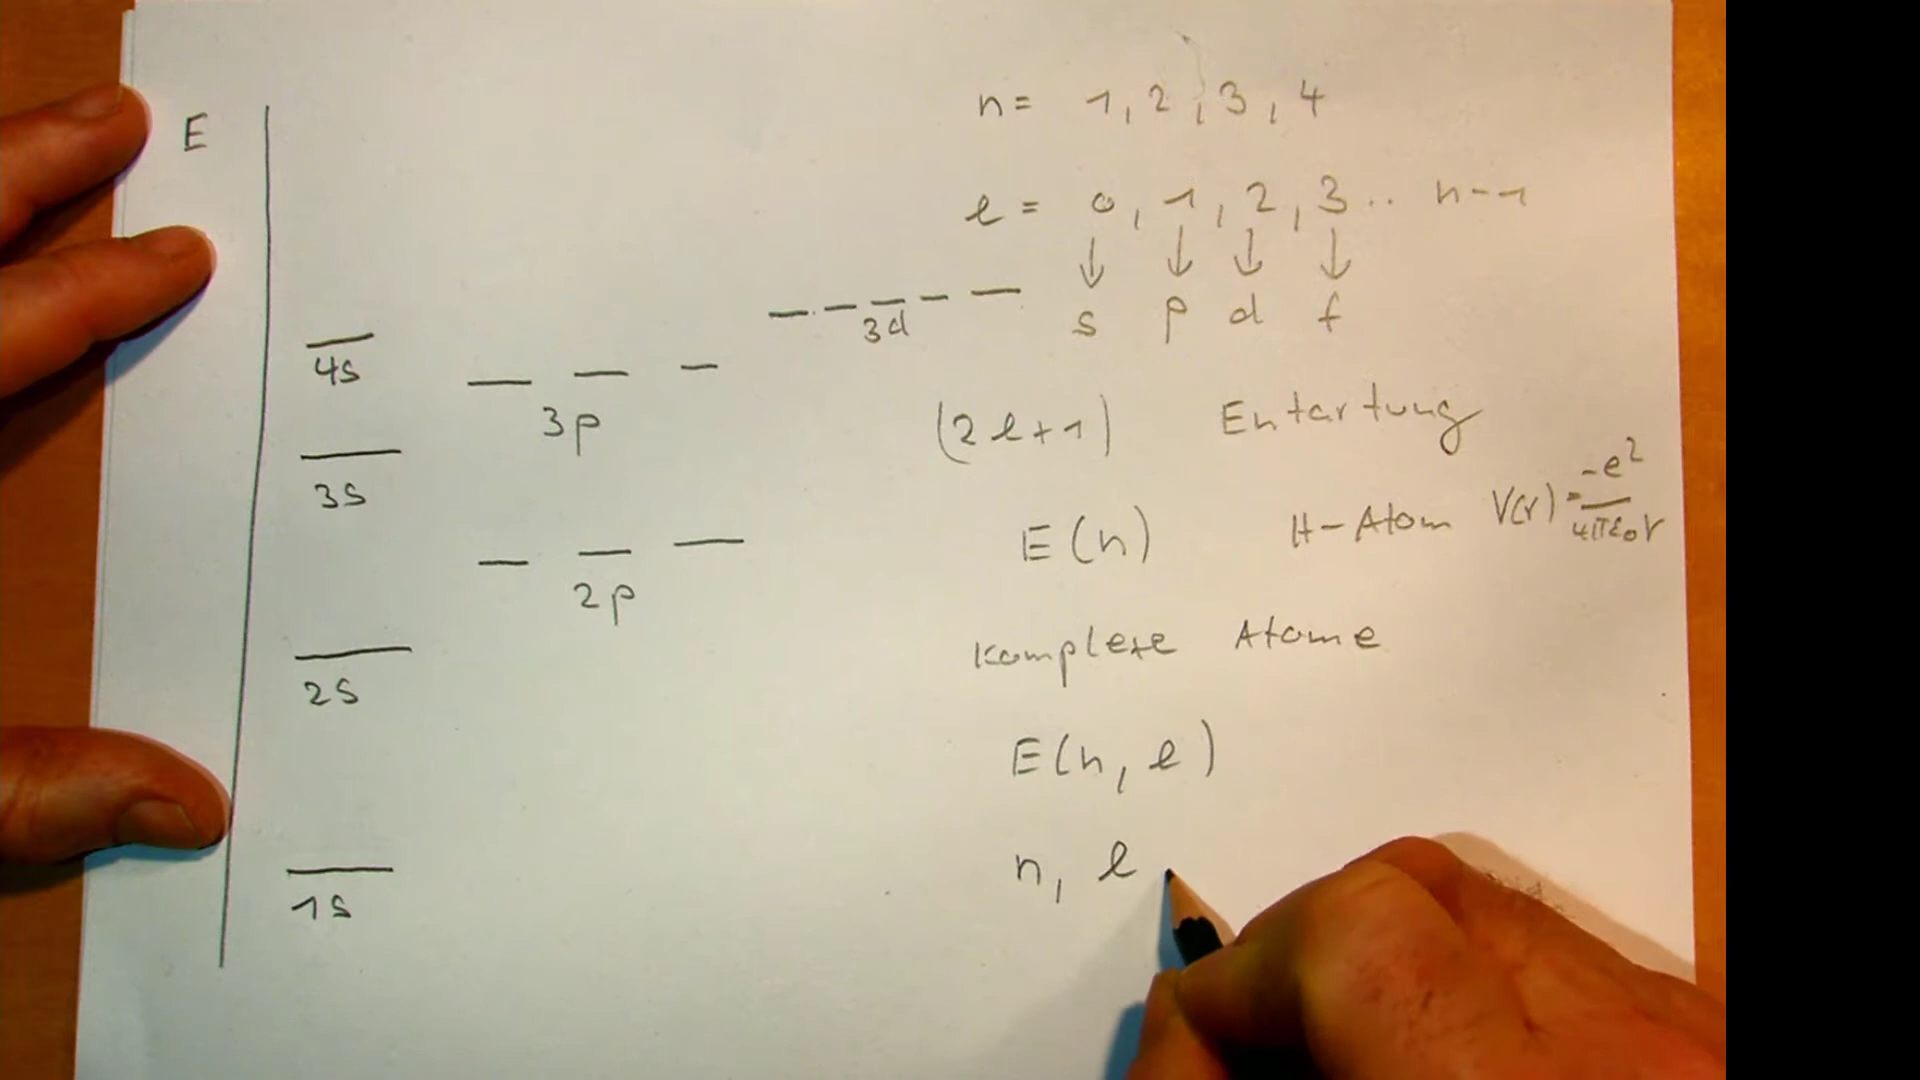 E
n = 1, 2, 3, 4
l = 0, 1, 2, 3 .. n-1
↓ ↓ ↓ ↓
s p d f
3d
4s
3p
(2l+1) Entartung
3s
E(n) H-Atom V(r) = -e²/4πε₀r
2p
Komplexe Atome
2s
E(n, l)
n, l
1s